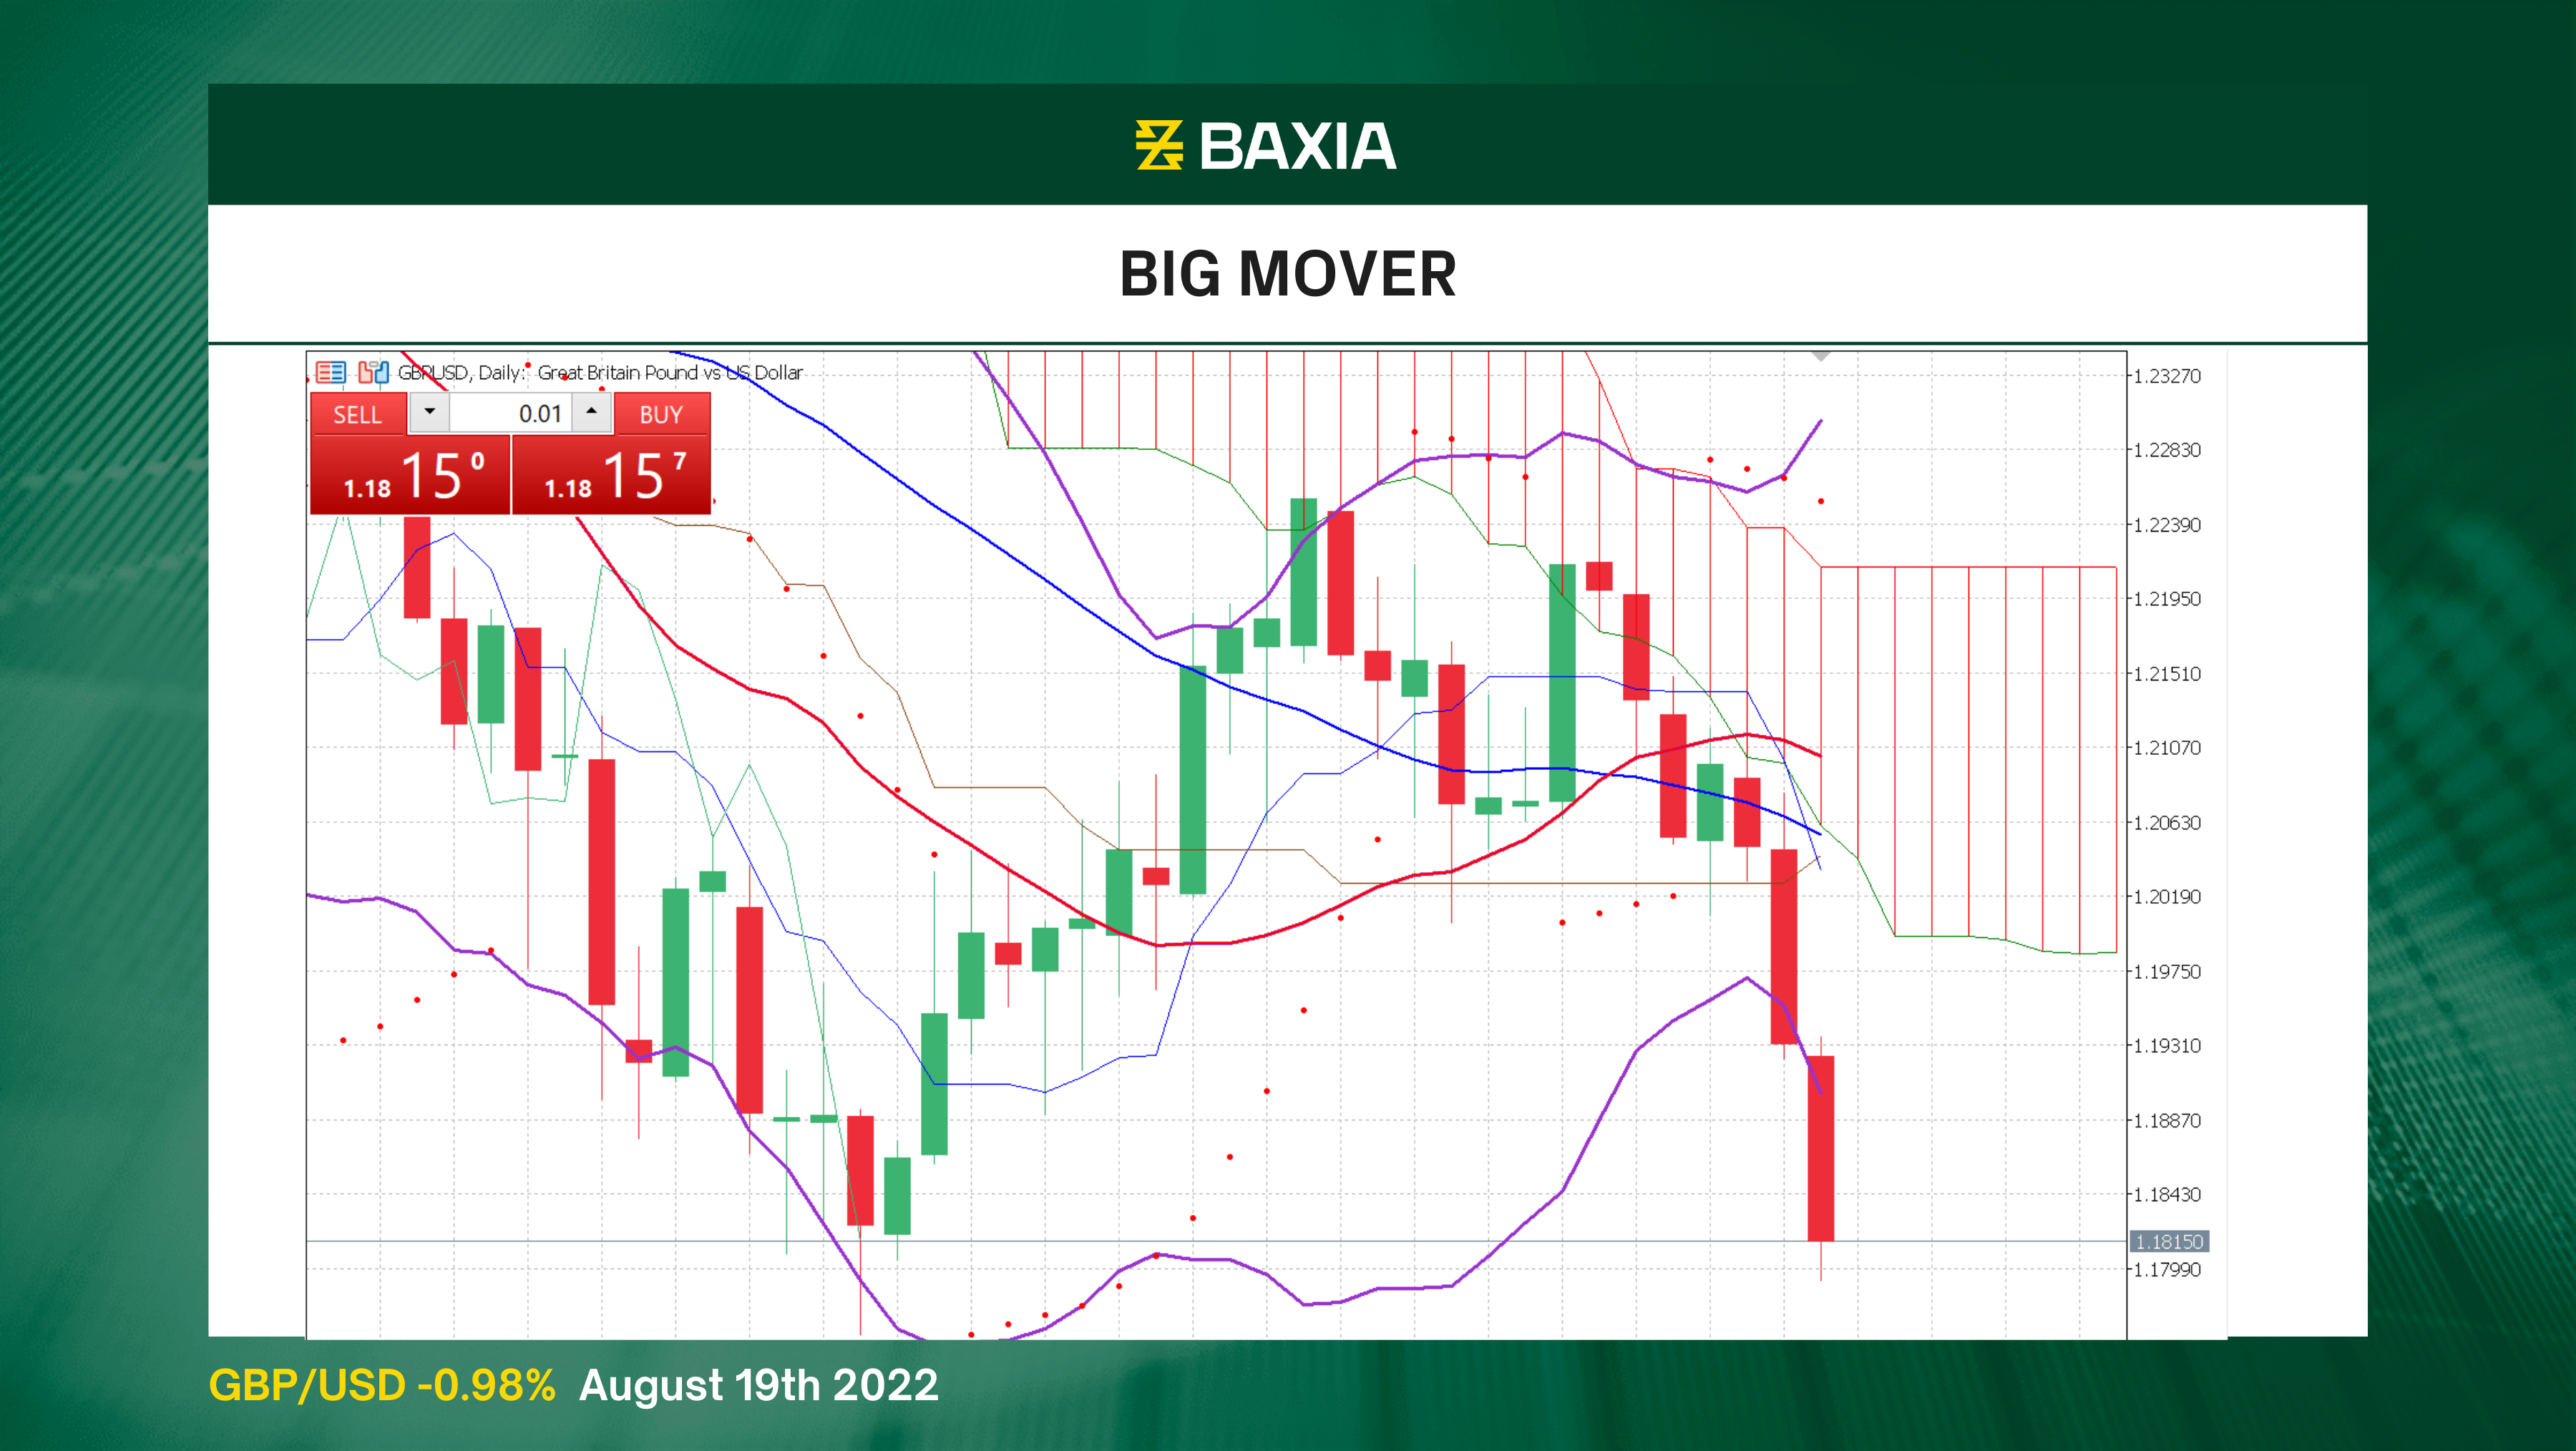 BAXIA
BIG MOVER
GBPUSD, Daily: Great Britain Pound vs US Dollar
SELL 0.01 BUY
1.18 15 0 1.18 15 7
1.23270
1.22830
1.22390
1.21950
1.21510
1.21070
1.20630
1.20190
1.19750
1.19310
1.18870
1.18430
1.18150
1.17990
GBP/USD -0.98% August 19th 2022